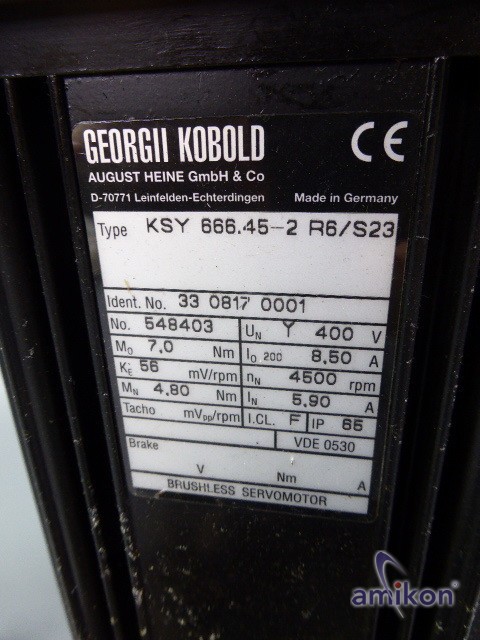 GEORGII KOBOLD CE
AUGUST HEINE GmbH & Co
D-70771 Leinfelden-Echterdingen Made in Germany
Type KSY 666.45-2 R6/S23
Ident. No. 33 0817 0001
No. 548403 UN Y 400 V
M0 7,0 Nm I0 200 8,50 A
KE 56 mV/rpm nN 4500 rpm
MN 4,80 Nm IN 5,90 A
Tacho mVpp/rpm I.CL. F IP 65
Brake VDE 0530
V Nm A
BRUSHLESS SERVOMOTOR
amikon